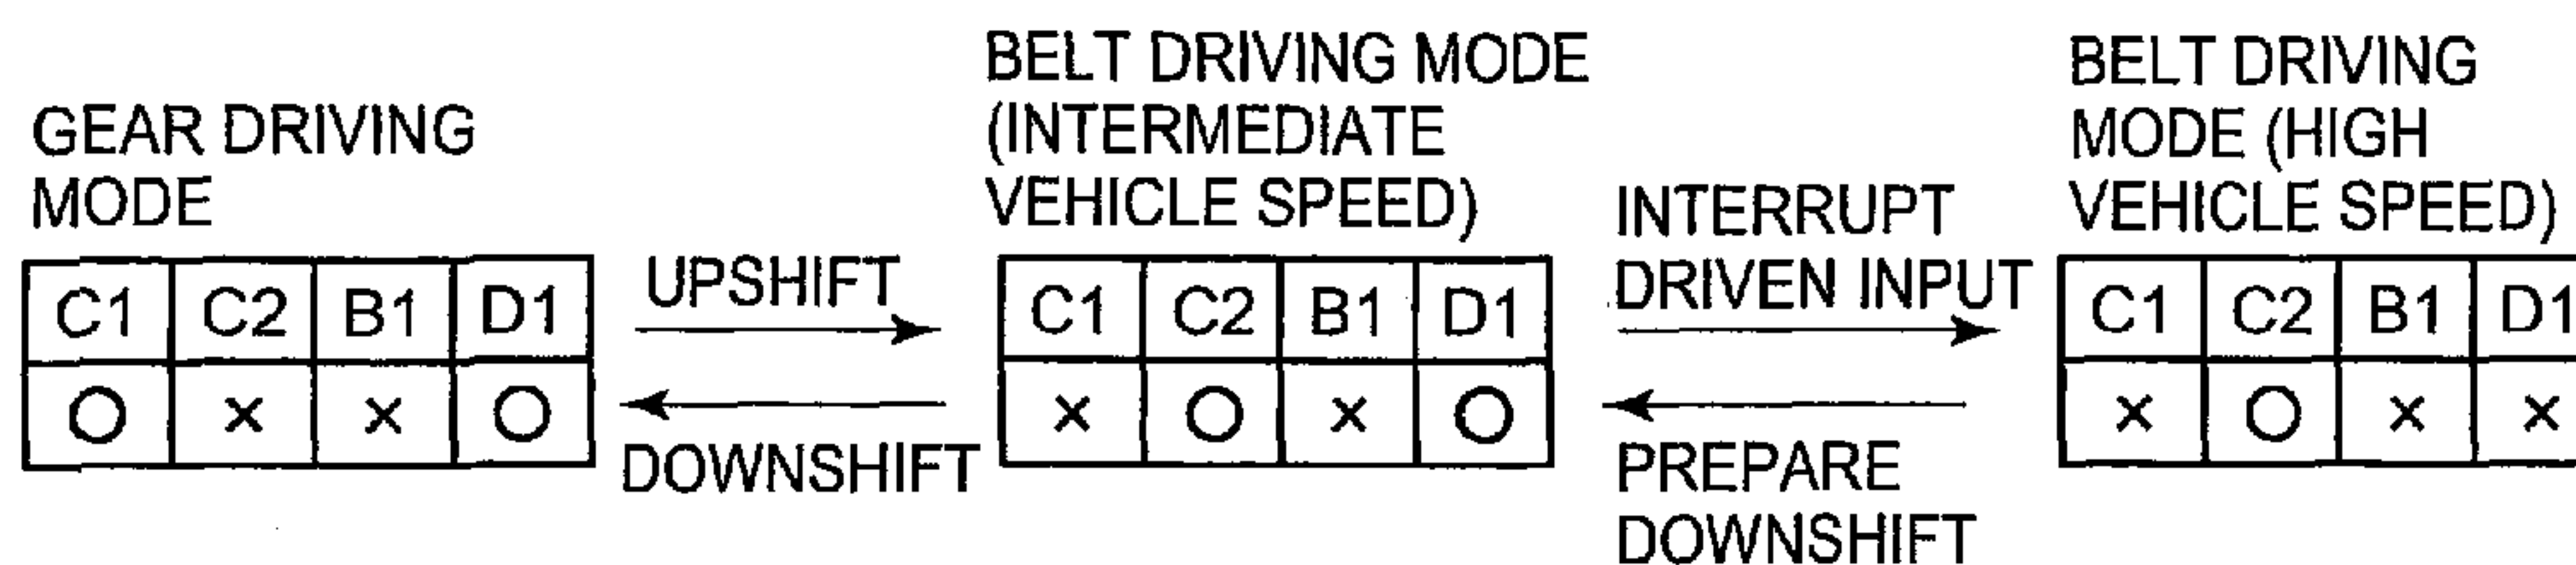 GEAR DRIVING
MODE
C1 C2 B1 D1
○ × × ○
UPSHIFT
DOWNSHIFT
BELT DRIVING MODE
(INTERMEDIATE
VEHICLE SPEED)
C1 C2 B1 D1
× ○ × ○
INTERRUPT
DRIVEN INPUT
PREPARE
DOWNSHIFT
BELT DRIVING
MODE (HIGH
VEHICLE SPEED)
C1 C2 B1 D1
× ○ × ×